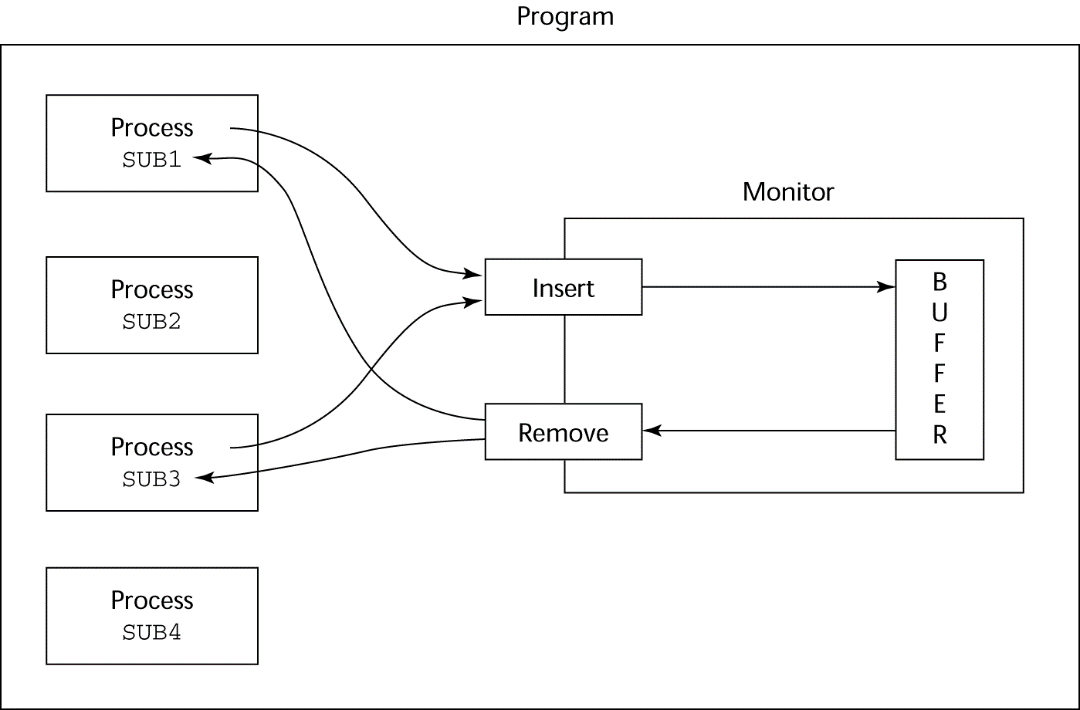 Program
Process
SUB1
Process
SUB2
Process
SUB3
Process
SUB4
Monitor
Insert
Remove
B
U
F
F
E
R